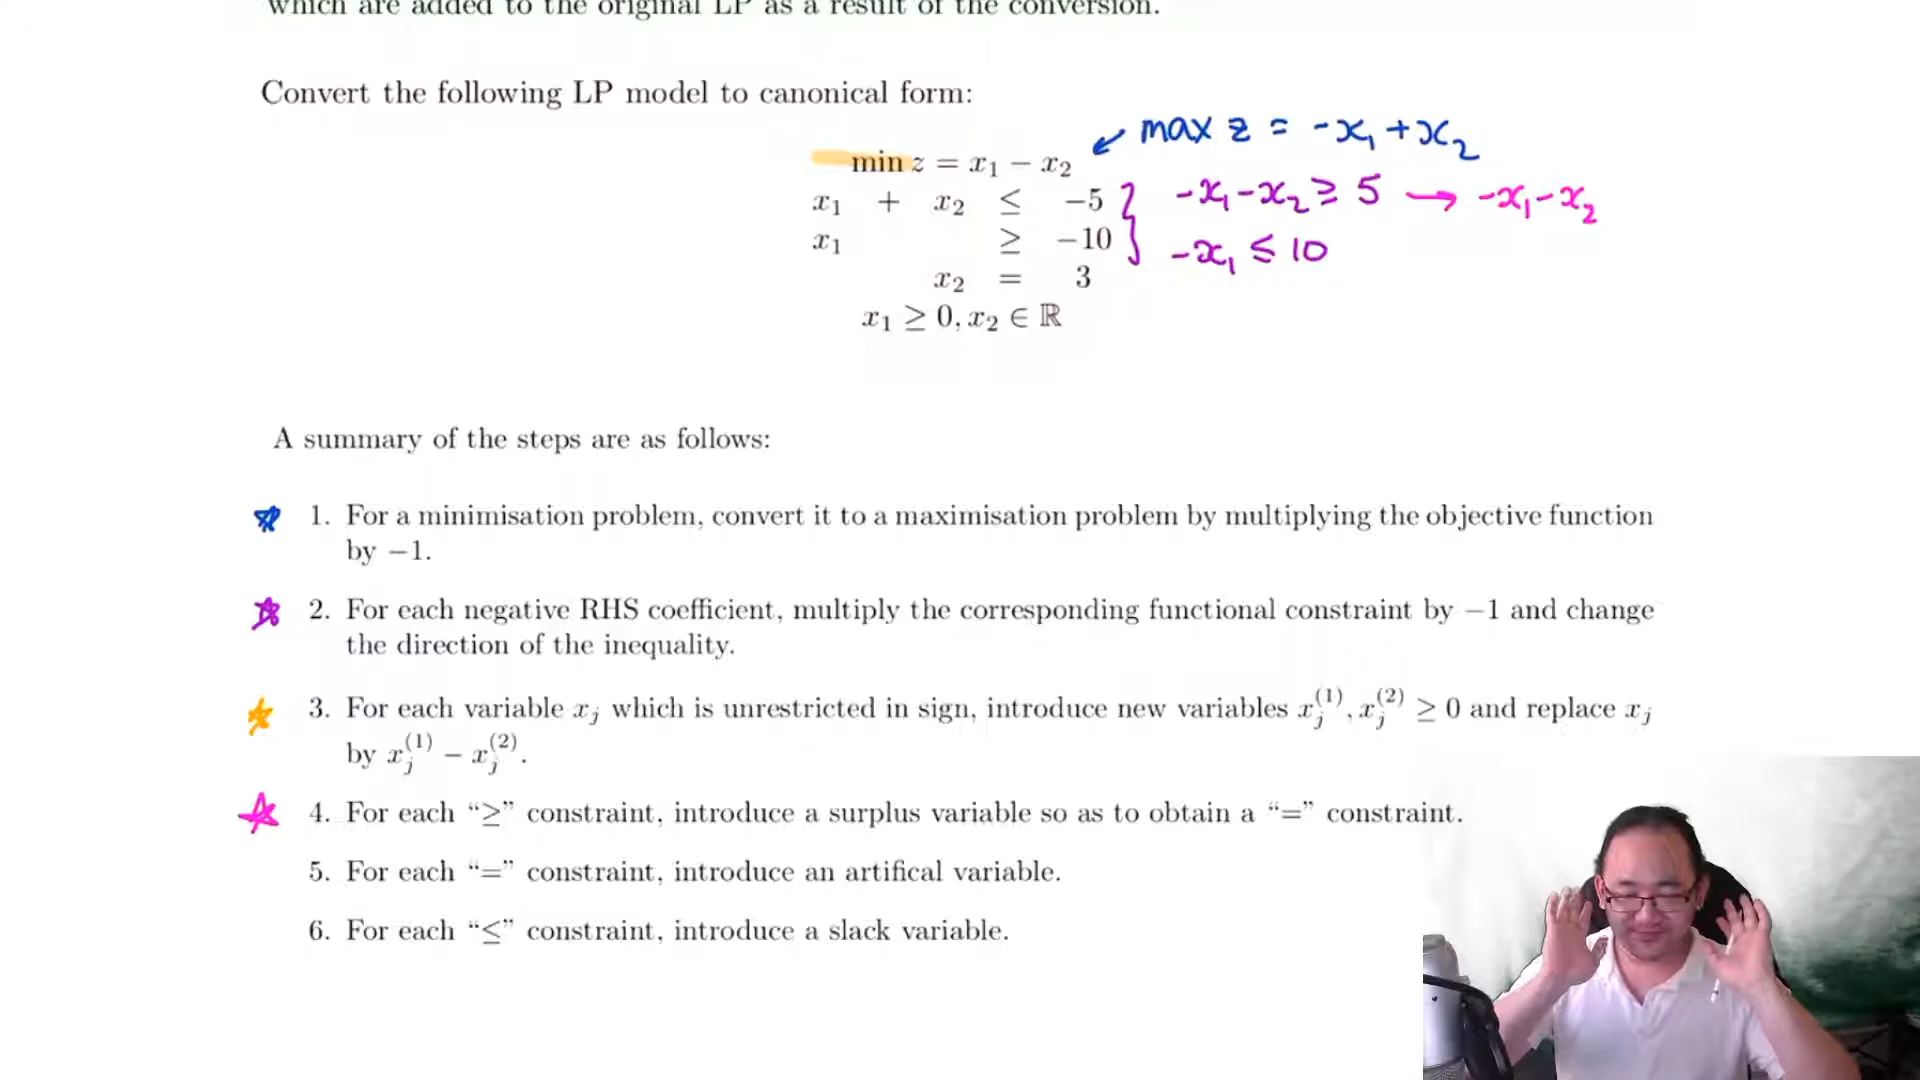 which are added to the original LP as a result of the conversion.
Convert the following LP model to canonical form:
max z = -x₁ + x₂
min z = x₁ − x₂
x₁ + x₂ ≤ −5 } -x₁ - x₂ ≥ 5 → -x₁ - x₂
x₁ ≥ −10 -x₁ ≤ 10
x₂ = 3
x₁ ≥ 0, x₂ ∈ ℝ
A summary of the steps are as follows:
1. For a minimisation problem, convert it to a maximisation problem by multiplying the objective function
by −1.
2. For each negative RHS coefficient, multiply the corresponding functional constraint by −1 and change
the direction of the inequality.
3. For each variable xⱼ which is unrestricted in sign, introduce new variables xⱼ⁽¹⁾, xⱼ⁽²⁾ ≥ 0 and replace xⱼ
by xⱼ⁽¹⁾ − xⱼ⁽²⁾.
4. For each “≥” constraint, introduce a surplus variable so as to obtain a “=” constraint.
5. For each “=” constraint, introduce an artifical variable.
6. For each “≤” constraint, introduce a slack variable.